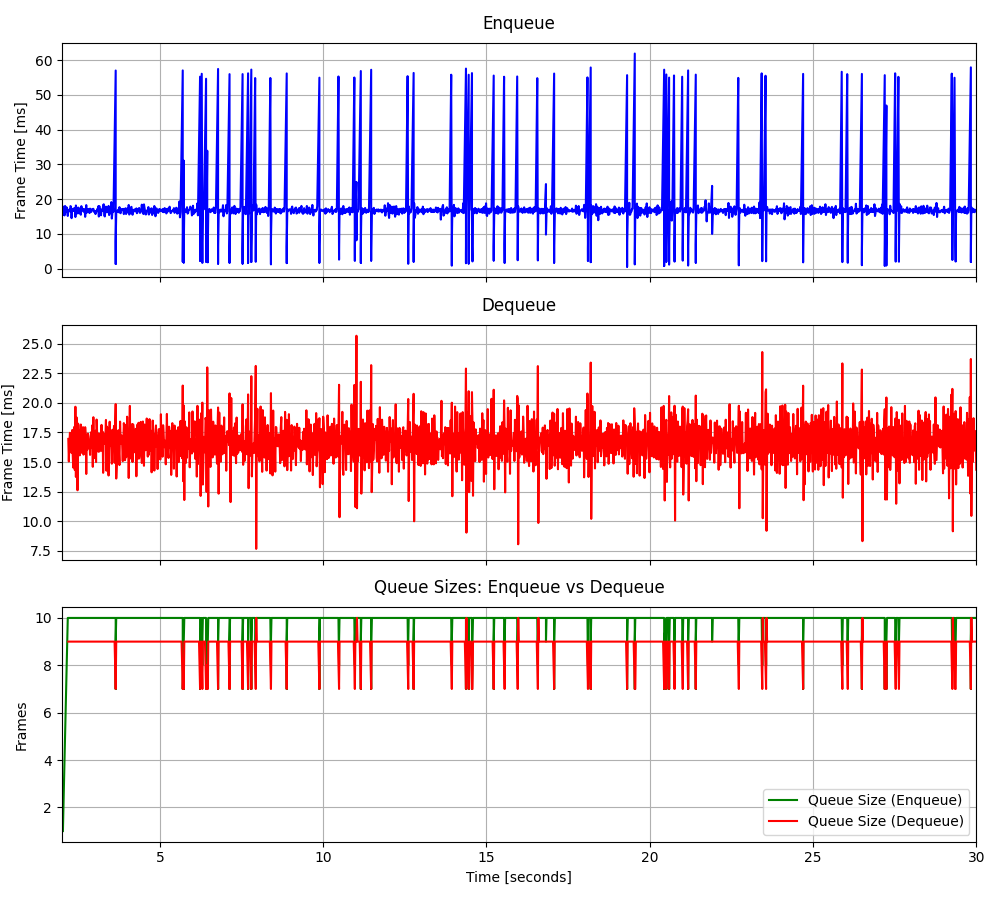 Enqueue
Frame Time [ms]
60
50
40
30
20
10
0
Dequeue
Frame Time [ms]
25.0
22.5
20.0
17.5
15.0
12.5
10.0
7.5
Queue Sizes: Enqueue vs Dequeue
Frames
10
8
6
4
2
Queue Size (Enqueue)
Queue Size (Dequeue)
5 10 15 20 25 30
Time [seconds]